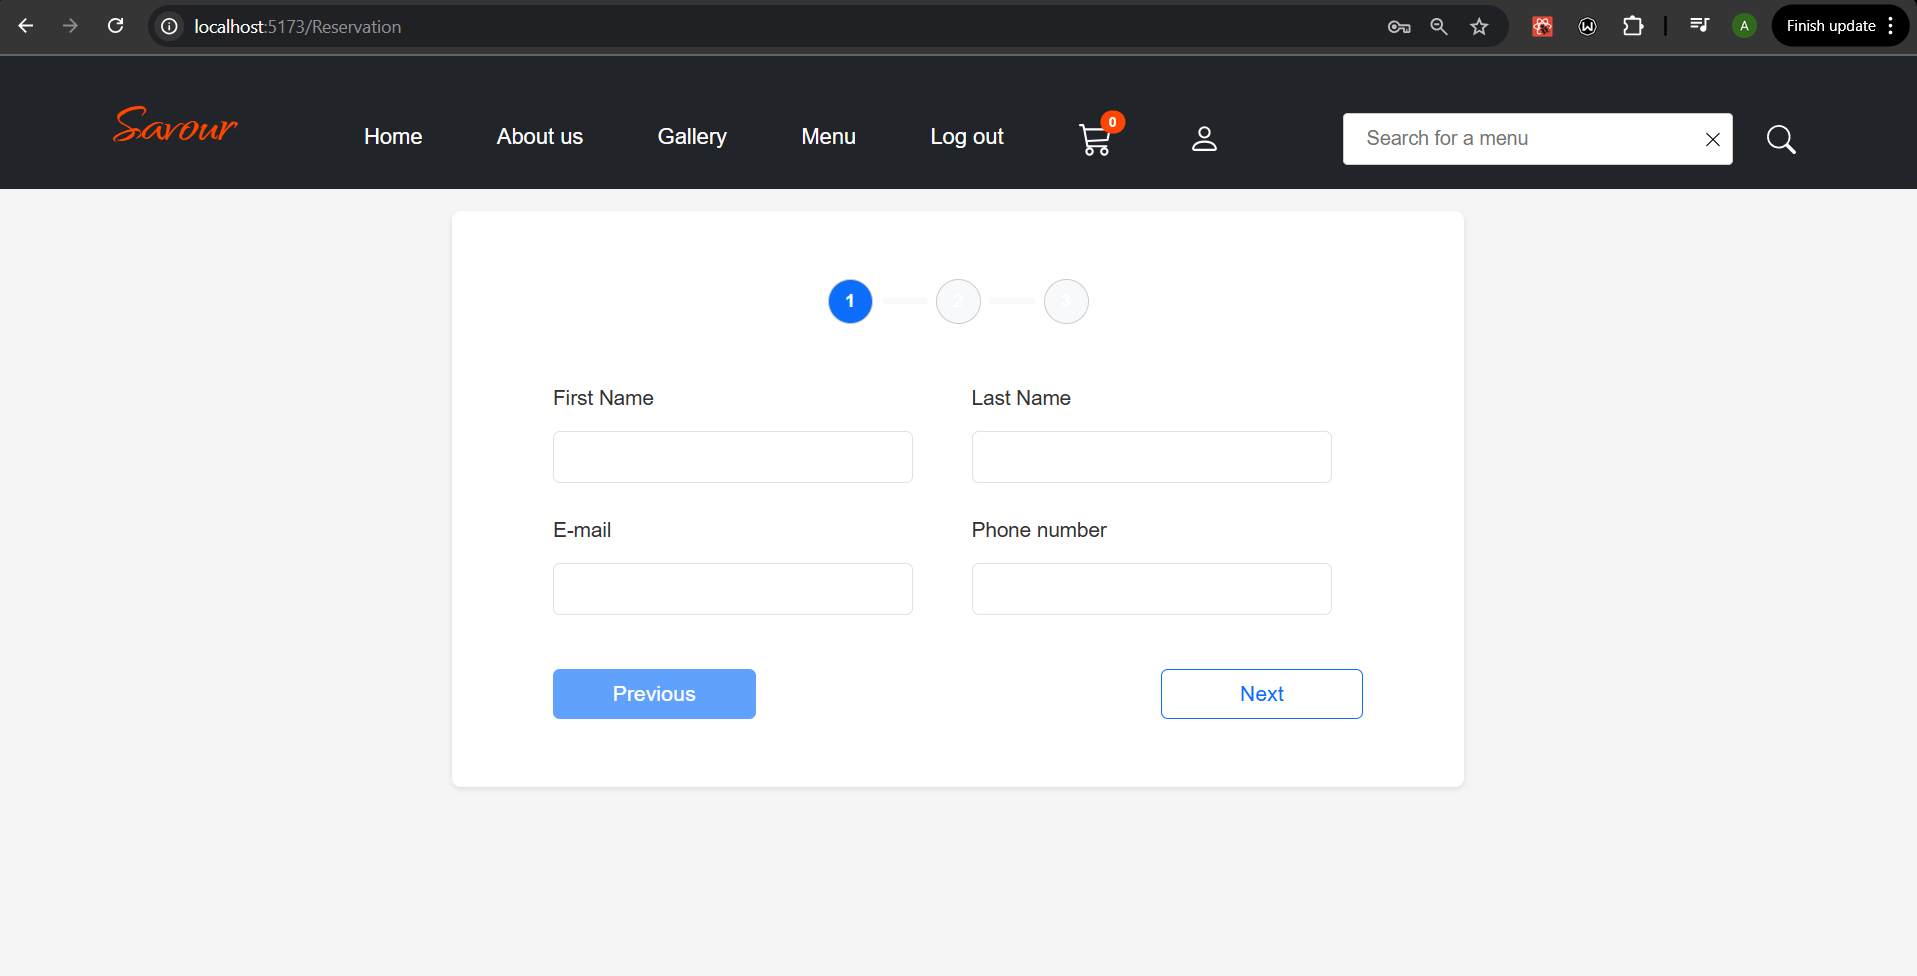 localhost:5173/Reservation
A
Finish update
Savour
Home
About us
Gallery
Menu
Log out
0
Search for a menu
1
2
3
First Name
Last Name
E-mail
Phone number
Previous
Next